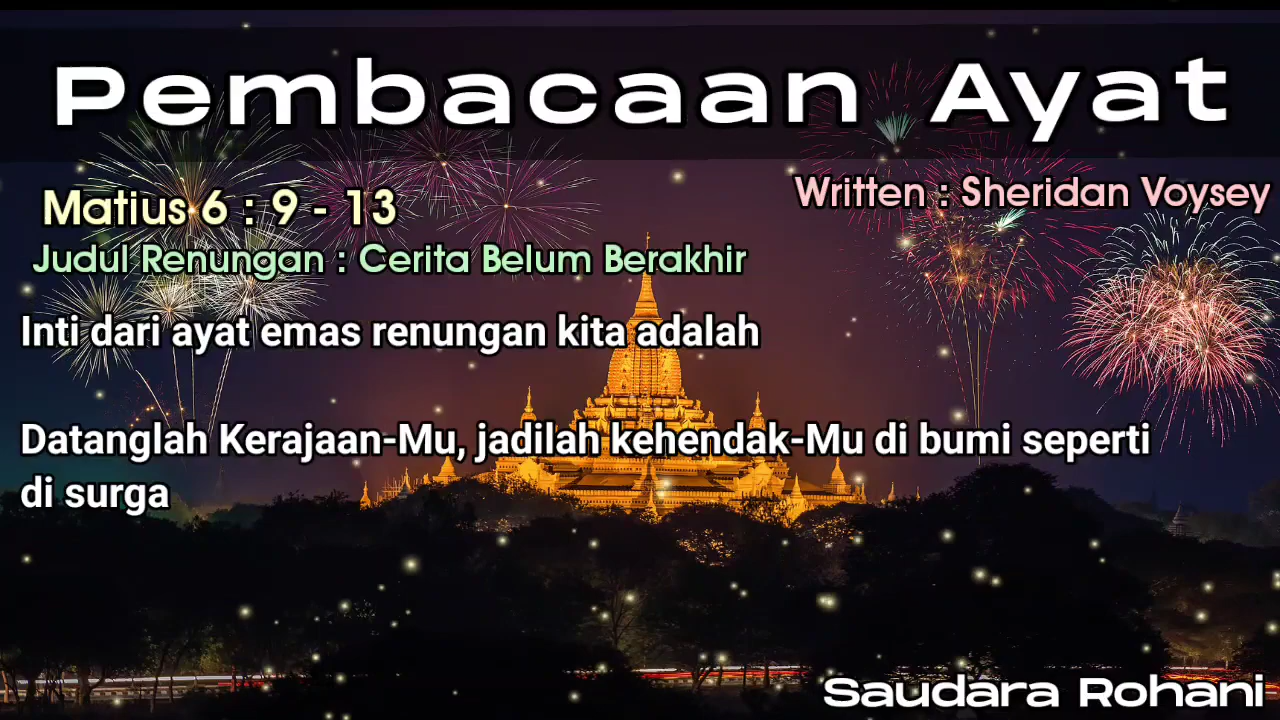 Pembacaan Ayat
Matius 6 : 9 - 13
Written : Sheridan Voysey
Judul Renungan : Cerita Belum Berakhir
Inti dari ayat emas renungan kita adalah
Datanglah Kerajaan-Mu, jadilah kehendak-Mu di bumi seperti
di surga
Saudara Rohani